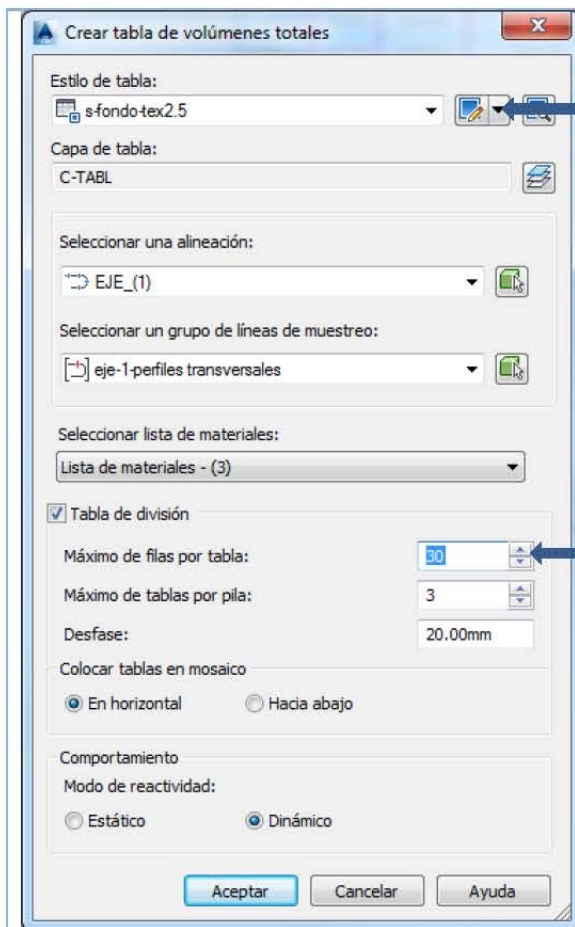 Crear tabla de volúmenes totales
Estilo de tabla:
s-fondo-tex2.5
Capa de tabla:
C-TABL
Seleccionar una alineación:
EJE_(1)
Seleccionar un grupo de líneas de muestreo:
eje-1-perfiles transversales
Seleccionar lista de materiales:
Lista de materiales - (3)
Tabla de división
Máximo de filas por tabla:
30
Máximo de tablas por pila:
3
Desfase:
20.00mm
Colocar tablas en mosaico
En horizontal
Hacia abajo
Comportamiento
Modo de reactividad:
Estático
Dinámico
Aceptar
Cancelar
Ayuda